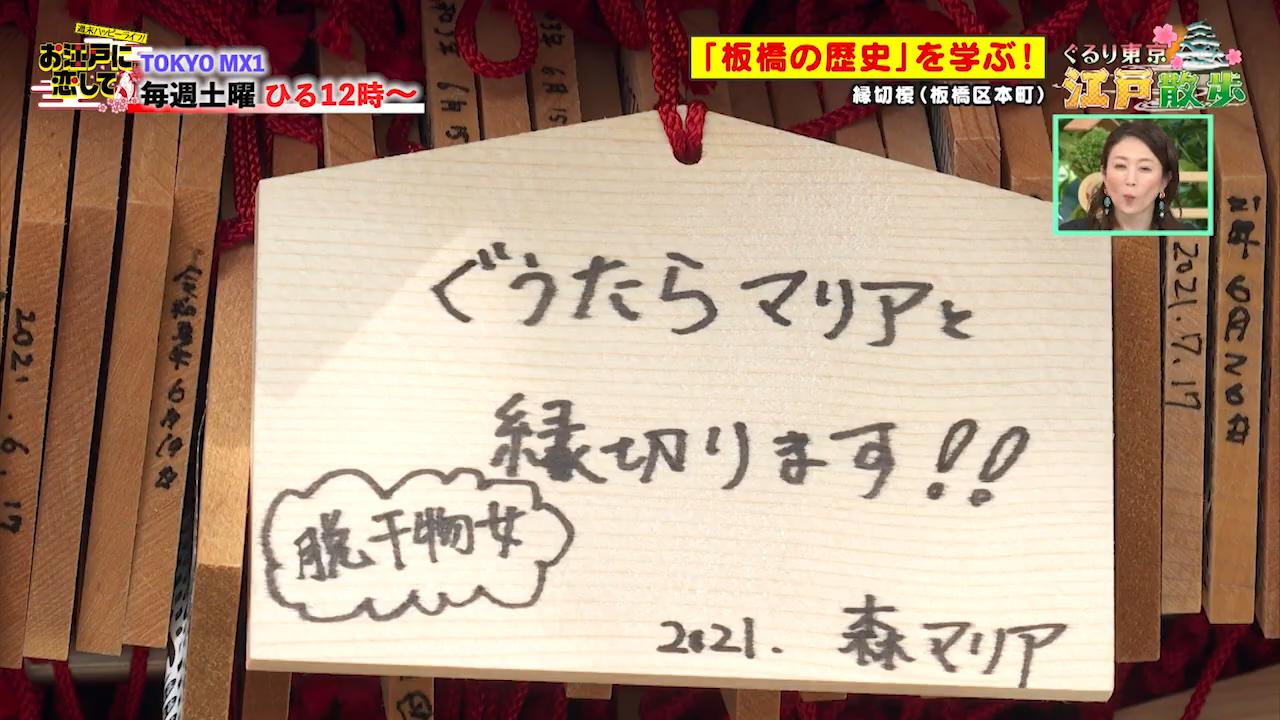 週末ハッピーライフ!
お江戸に
恋して
TOKYO MX1
毎週土曜 ひる12時〜
「板橋の歴史」を学ぶ!
縁切榎(板橋区本町)
ぐるり東京
江戸散歩
ぐうたらマリアと
縁切ります!!
脱干物女
2021. 森マリア
2021.6.17
2021.7.17
21年6月26日